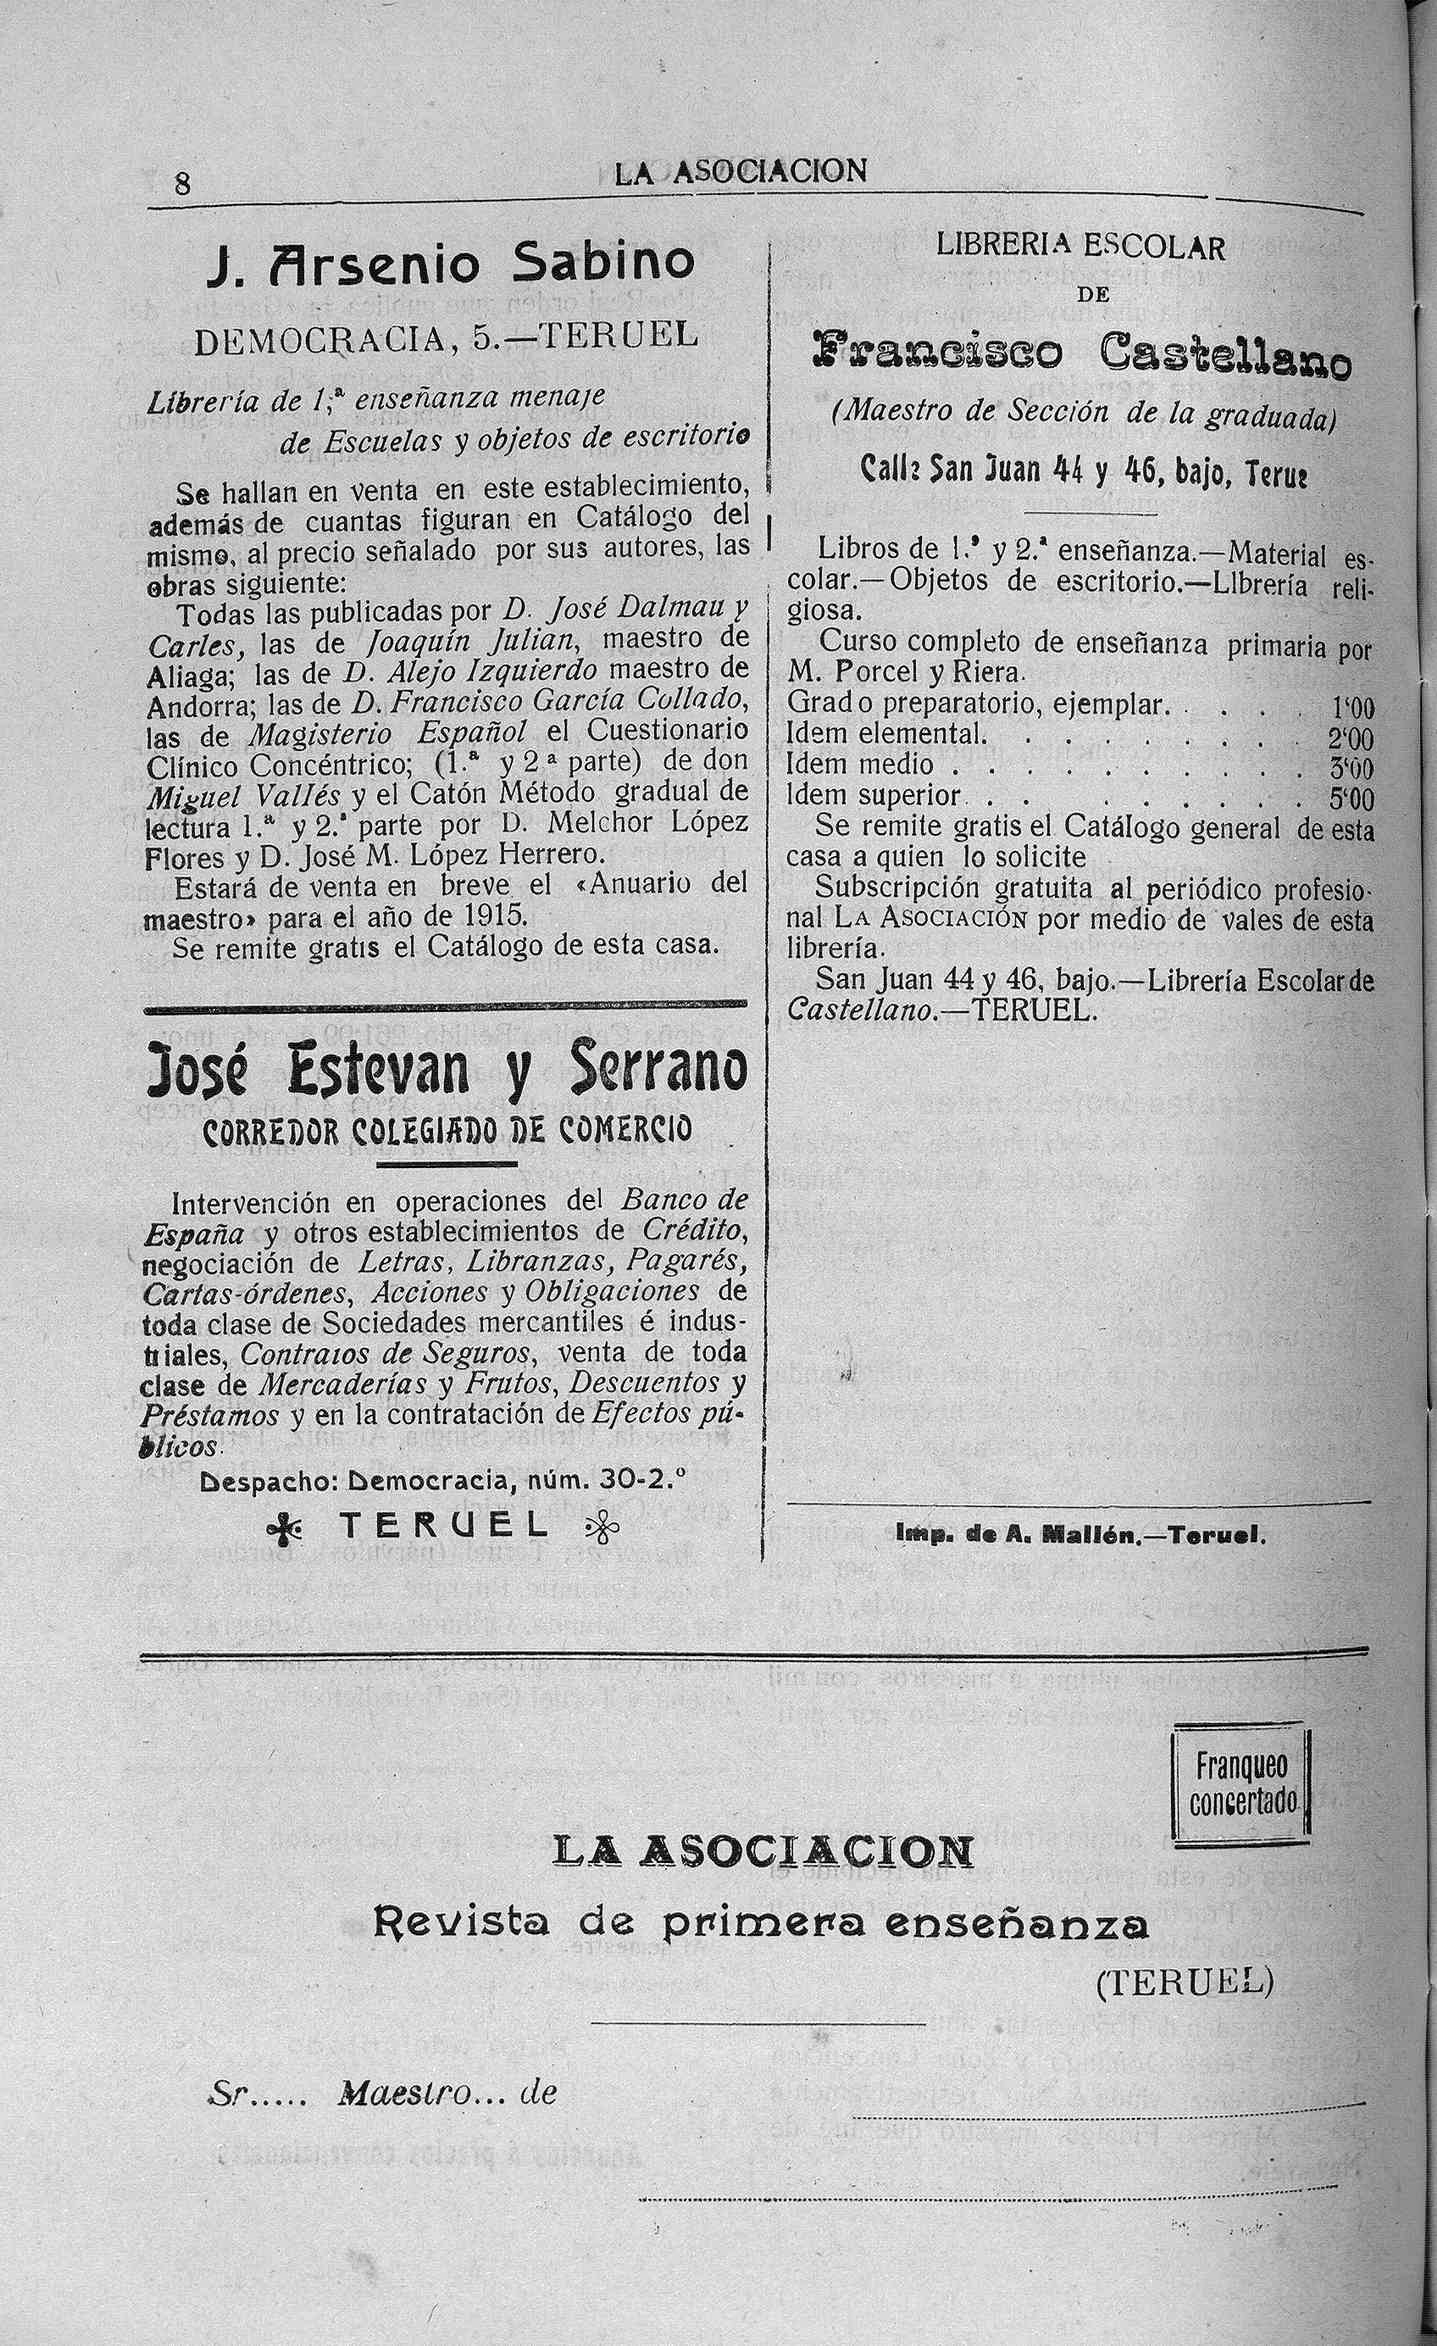 8
LA ASOCIACION
J. Arsenio Sabino
DEMOCRACIA, 5.—TERUEL
Librería de 1;ª enseñanza menaje
de Escuelas y objetos de escritorio
Se hallan en venta en este establecimiento,
además de cuantas figuran en Catálogo del
mismo, al precio señalado por sus autores, las
obras siguiente:
Todas las publicadas por D. José Dalmau y
Carles, las de Joaquín Julian, maestro de
Aliaga; las de D. Alejo Izquierdo maestro de
Andorra; las de D. Francisco García Collado,
las de Magisterio Español el Cuestionario
Clínico Concéntrico; (1.ª y 2 ª parte) de don
Miguel Vallés y el Catón Método gradual de
lectura 1.ª y 2.ª parte por D. Melchor López
Flores y D. José M. López Herrero.
Estará de venta en breve el «Anuario del
maestro» para el año de 1915.
Se remite gratis el Catálogo de esta casa.
José Estevan y Serrano
CORREDOR COLEGIADO DE COMERCIO
Intervención en operaciones del Banco de
España y otros establecimientos de Crédito,
negociación de Letras, Libranzas, Pagarés,
Cartas-órdenes, Acciones y Obligaciones de
toda clase de Sociedades mercantiles é indus-
triales, Contratos de Seguros, venta de toda
clase de Mercaderías y Frutos, Descuentos y
Préstamos y en la contratación de Efectos pú-
blicos.
Despacho: Democracia, núm. 30-2.º
TERUEL
LIBRERIA ESCOLAR
DE
Francisco Castellano
(Maestro de Sección de la graduada)
Calle San Juan 44 y 46, bajo, Terue
Libros de 1.ª y 2.ª enseñanza.—Material es-
colar.—Objetos de escritorio.—LIbrería reli-
giosa.
Curso completo de enseñanza primaria por
M. Porcel y Riera.
Grado preparatorio, ejemplar. . . . . 1'00
Idem elemental. . . . . . . . . 2'00
Idem medio . . . . . . . . . . 3'00
Idem superior. . . . . . . . . 5'00
Se remite gratis el Catálogo general de esta
casa a quien lo solicite
Subscripción gratuita al periódico profesio-
nal LA ASOCIACIÓN por medio de vales de esta
librería.
San Juan 44 y 46, bajo.—Librería Escolar de
Castellano.—TERUEL.
Imp. de A. Mallén.—Teruel.
Franqueo
concertado
LA ASOCIACION
Revista de primera enseñanza
(TERUEL)
Sr..... Maestro... de